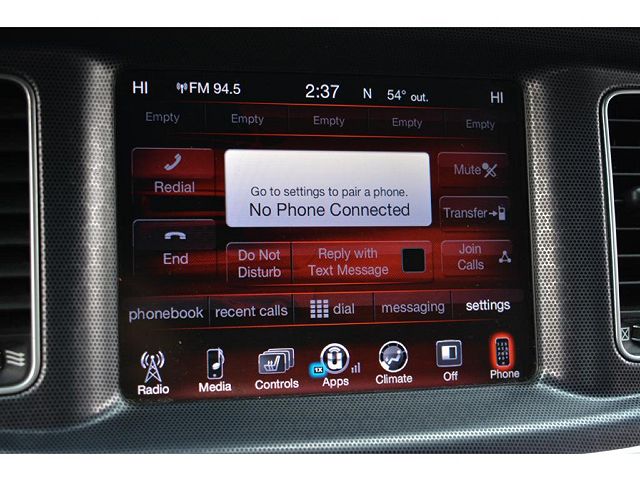 HI FM 94.5 2:37 N 54° out. HI
Empty Empty Empty Empty Empty
Redial
Go to settings to pair a phone.
No Phone Connected
Mute
Transfer
End
Do Not
Disturb
Reply with
Text Message
Join
Calls
phonebook recent calls dial messaging settings
1X
Radio Media Controls Apps Climate Off Phone